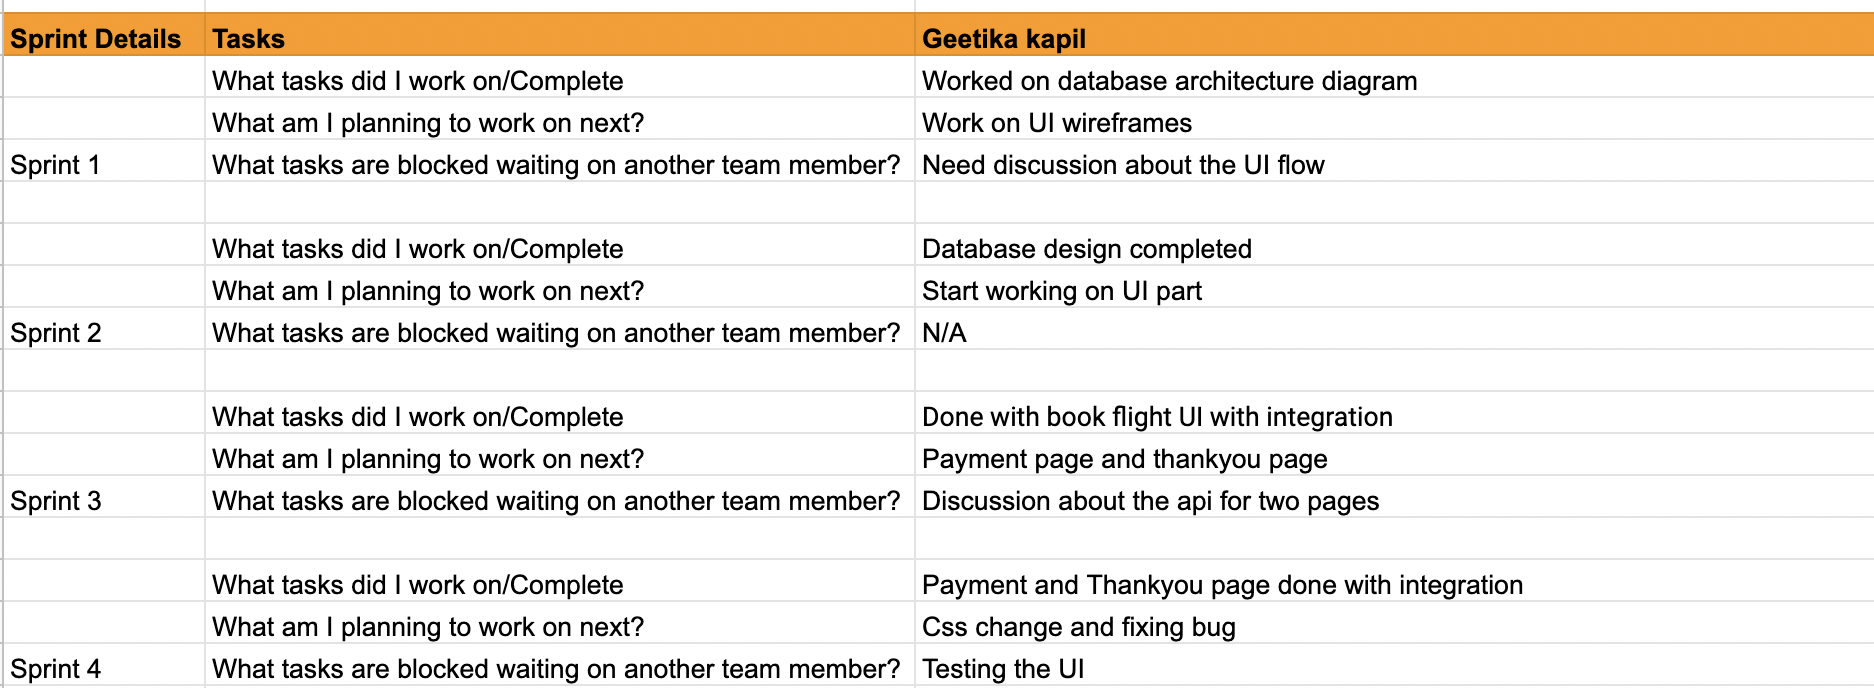 Sprint Details Tasks Geetika kapil
What tasks did I work on/Complete Worked on database architecture diagram
What am I planning to work on next? Work on UI wireframes
Sprint 1 What tasks are blocked waiting on another team member? Need discussion about the UI flow
What tasks did I work on/Complete Database design completed
What am I planning to work on next? Start working on UI part
Sprint 2 What tasks are blocked waiting on another team member? N/A
What tasks did I work on/Complete Done with book flight UI with integration
What am I planning to work on next? Payment page and thankyou page
Sprint 3 What tasks are blocked waiting on another team member? Discussion about the api for two pages
What tasks did I work on/Complete Payment and Thankyou page done with integration
What am I planning to work on next? Css change and fixing bug
Sprint 4 What tasks are blocked waiting on another team member? Testing the UI